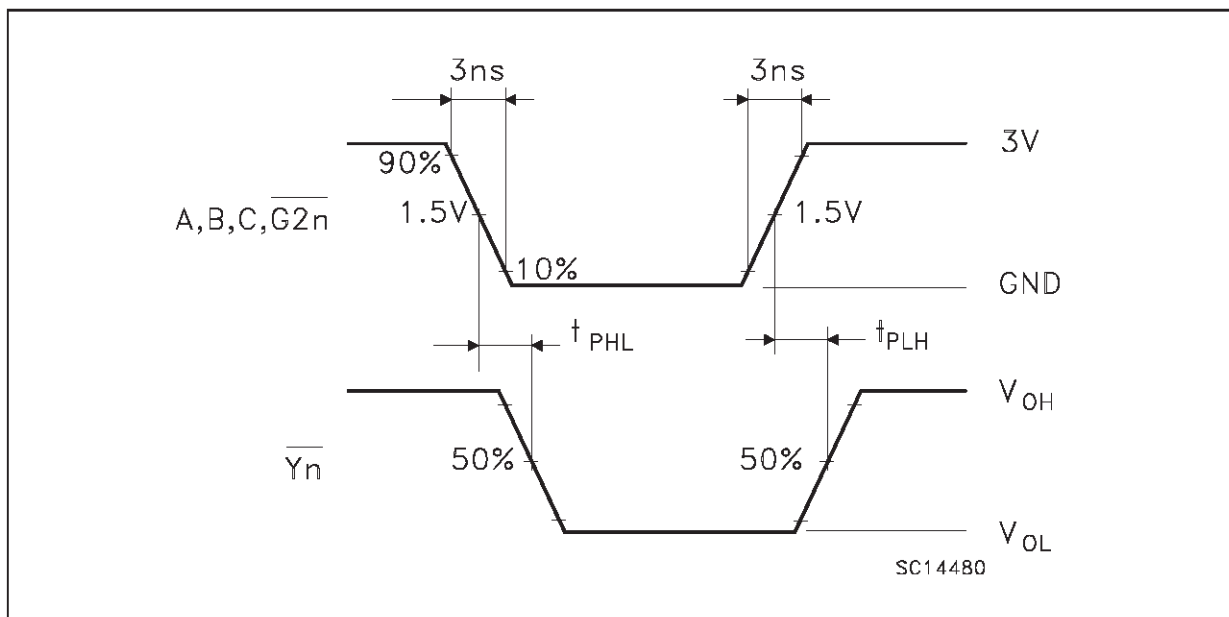 3ns 3ns
3V
90%
A,B,C,G2n 1.5V 1.5V
10%
GND
tPHL tPLH
VOH
Yn 50% 50%
VOL
SC14480